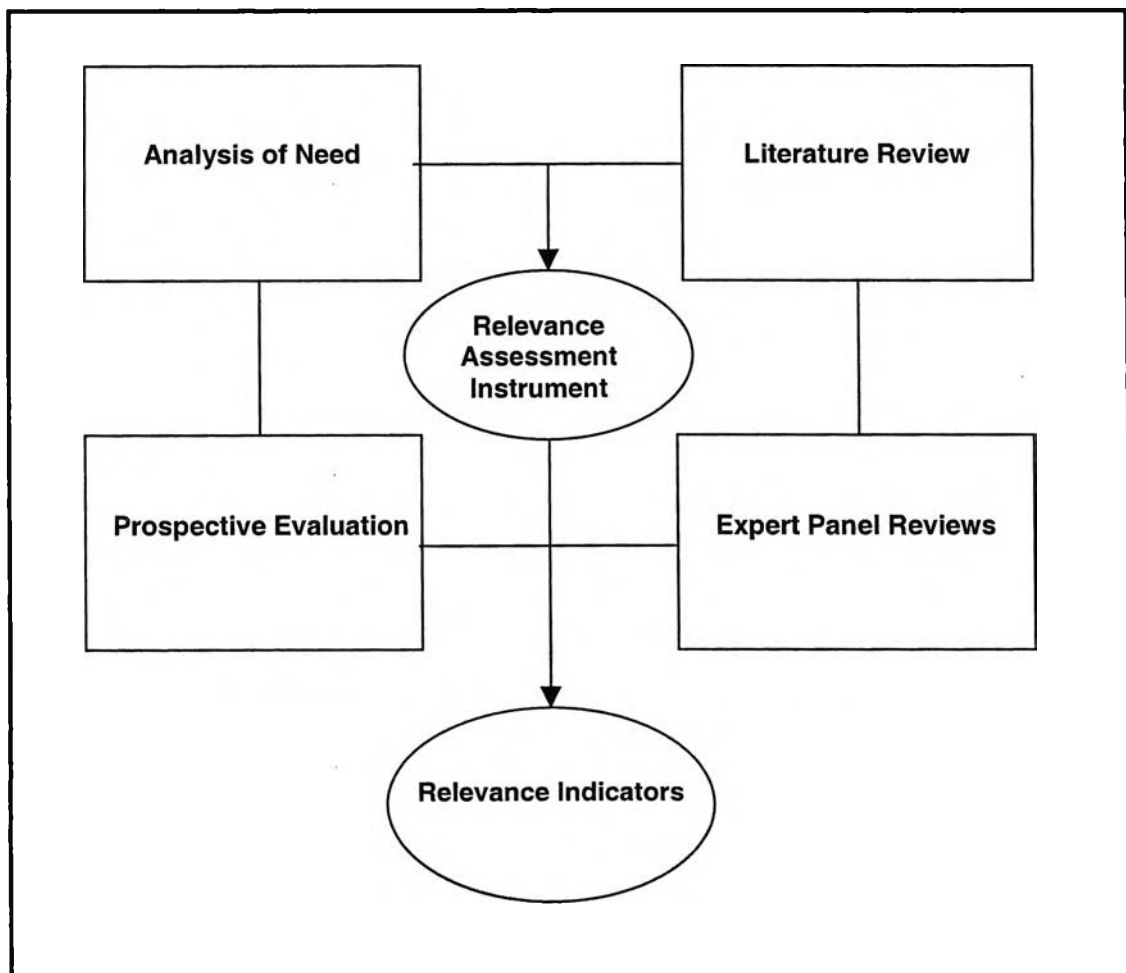 Analysis of Need
Literature Review
Relevance
Assessment
Instrument
Prospective Evaluation
Expert Panel Reviews
Relevance Indicators